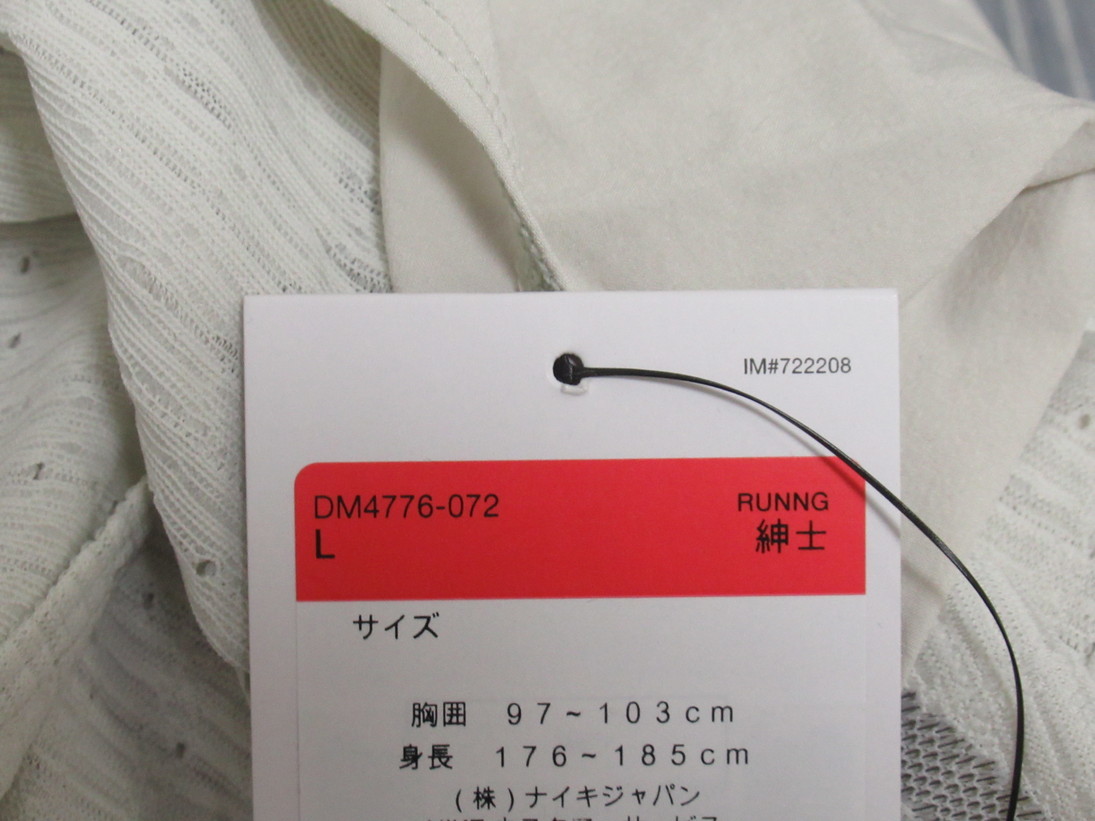 IM#722208
DM4776-072
RUNNG
L
紳士
サイズ
胸囲 97~103cm
身長 176~185cm
(株)ナイキジャパン